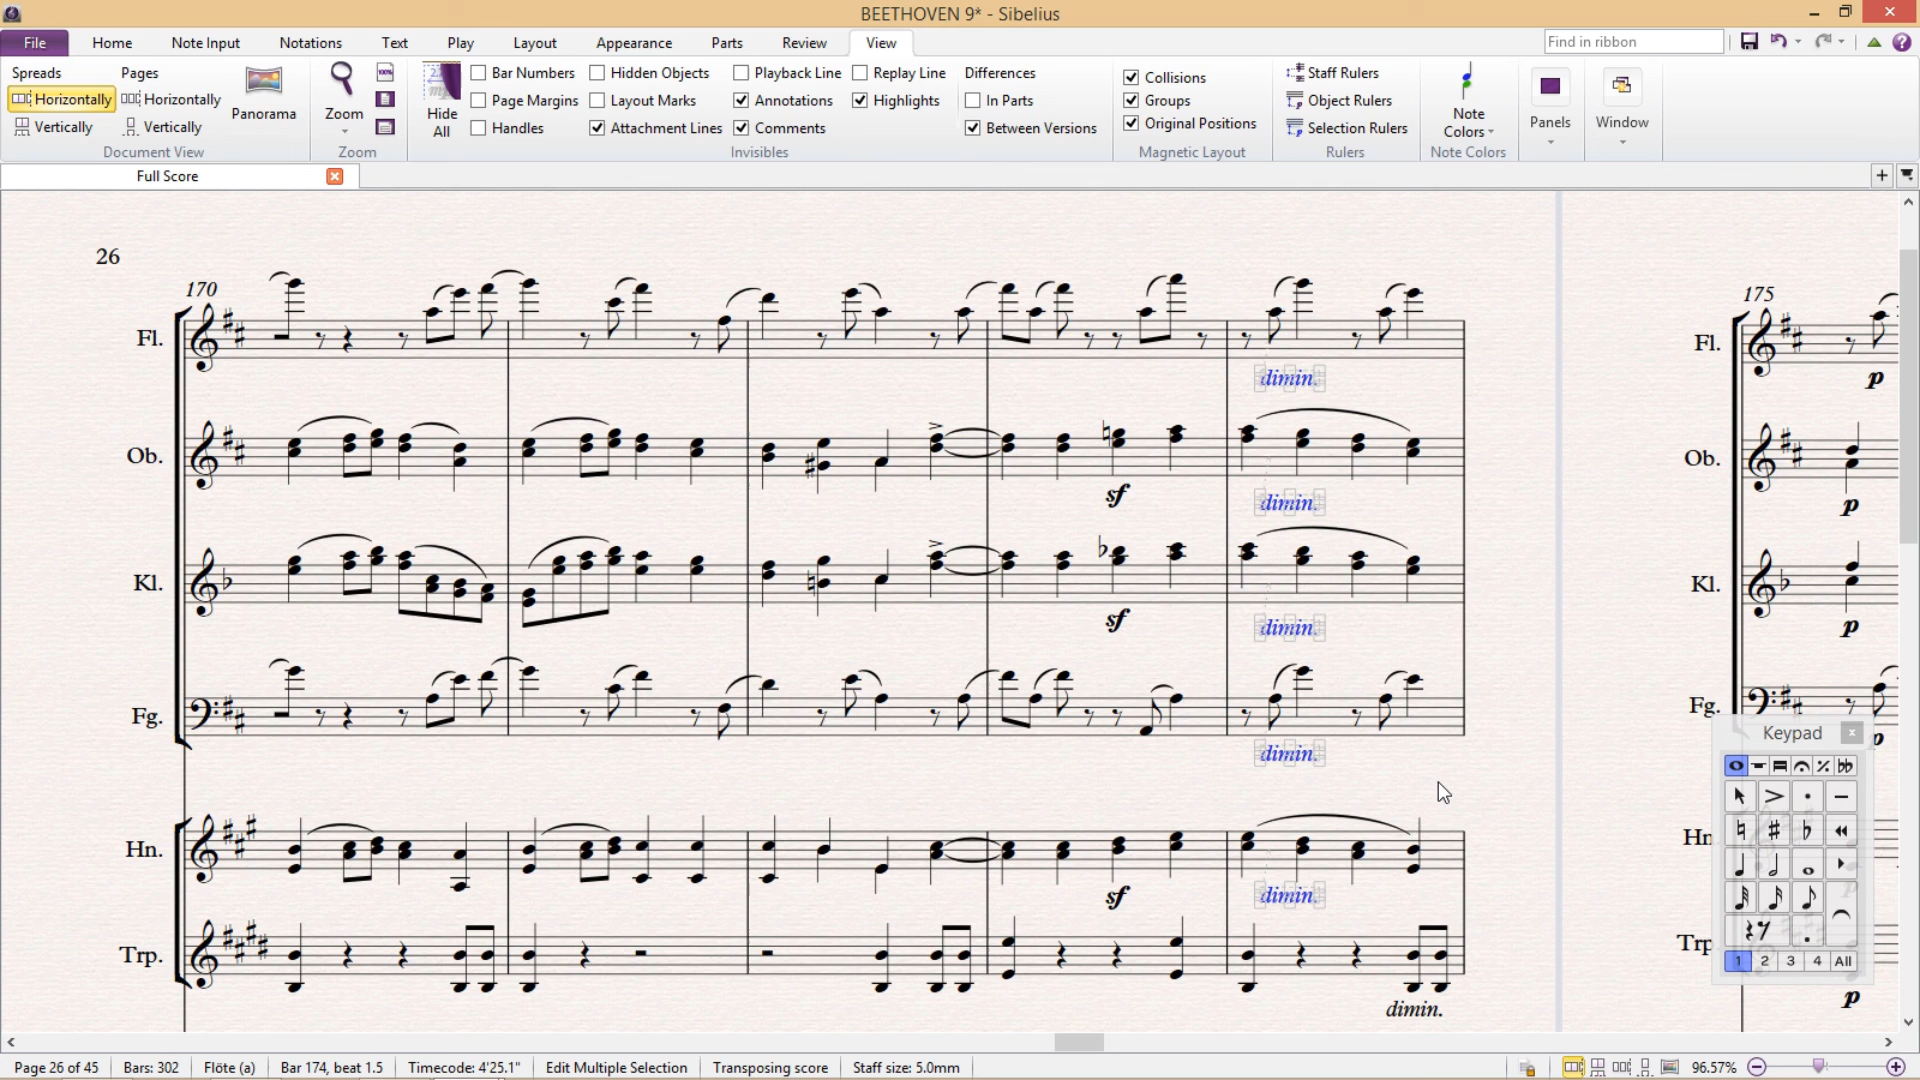 BEETHOVEN 9* - Sibelius
File Home Note Input Notations Text Play Layout Appearance Parts Review View Find in ribbon
Spreads Pages
Horizontally Horizontally Panorama
Vertically Vertically
Document View
Zoom
100%
Zoom
Hide All
Bar Numbers Hidden Objects Playback Line Replay Line
Page Margins Layout Marks Annotations Highlights
Handles Attachment Lines Comments
Invisibles
Differences
In Parts
Between Versions
Collisions
Groups
Original Positions
Magnetic Layout
Staff Rulers
Object Rulers
Selection Rulers
Rulers
Note Colors
Note Colors
Panels
Window
Full Score
26
170 175
Fl. Fl.
dimin. p
Ob. Ob.
sf dimin. p
Kl. Kl.
sf dimin. p
Fg. Fg.
dimin. p
Keypad
Hn. Hn
sf dimin.
Trp. Trp
1 2 3 4 All
dimin. p
Page 26 of 45 Bars: 302 Flöte (a) Bar 174, beat 1.5 Timecode: 4'25.1" Edit Multiple Selection Transposing score Staff size: 5.0mm 96.57%